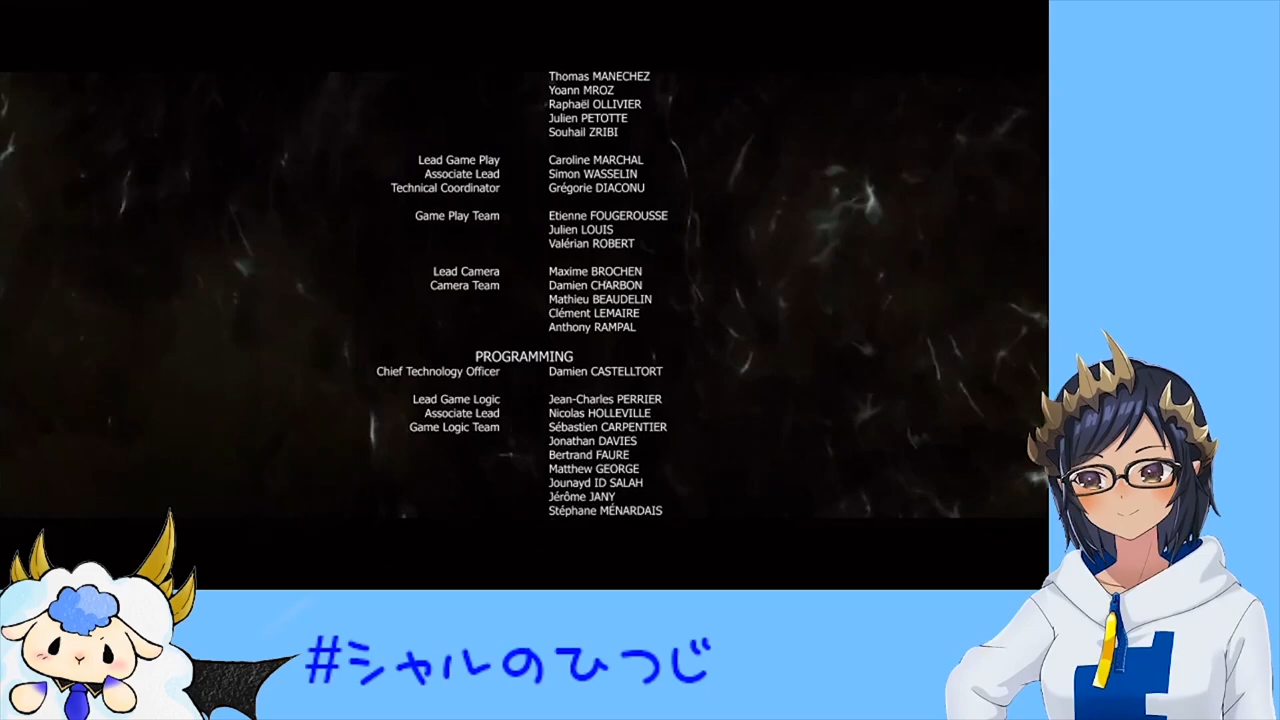 Thomas MANECHEZ
Yoann MROZ
Raphaël OLLIVIER
Julien PETOTTE
Souhail ZRIBI
Lead Game Play Caroline MARCHAL
Associate Lead Simon WASSELIN
Technical Coordinator Grégorie DIACONU
Game Play Team Etienne FOUGEROUSSE
Julien LOUIS
Valérian ROBERT
Lead Camera Maxime BROCHEN
Camera Team Damien CHARBON
Mathieu BEAUDELIN
Clément LEMAIRE
Anthony RAMPAL
PROGRAMMING
Chief Technology Officer Damien CASTELLTORT
Lead Game Logic Jean-Charles PERRIER
Associate Lead Nicolas HOLLEVILLE
Game Logic Team Sébastien CARPENTIER
Jonathan DAVIES
Bertrand FAURE
Matthew GEORGE
Jounayd ID SALAH
Jérôme JANY
Stéphane MÉNARDAIS
#シャルのひつじ